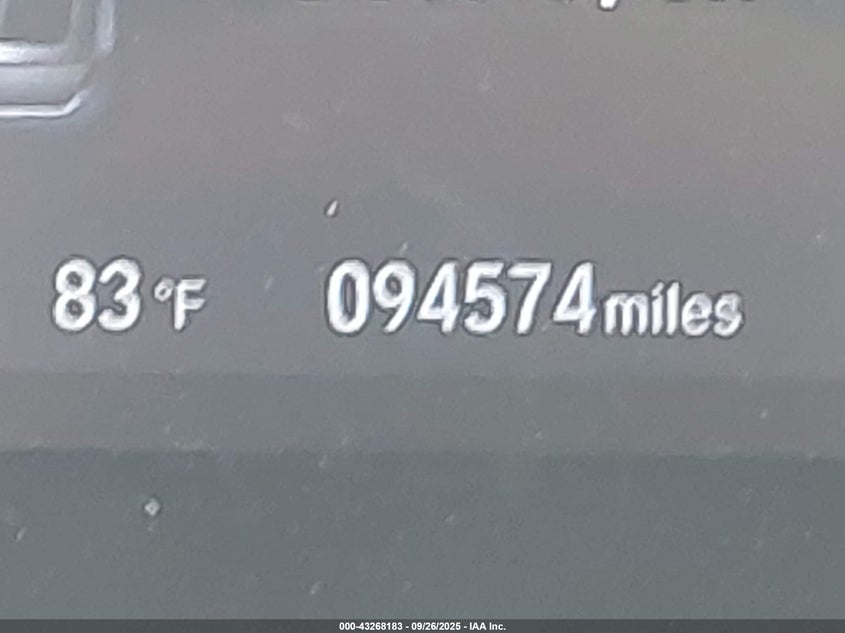 83 °F 094574 miles
000-43268183 - 09/26/2025 - IAA Inc.